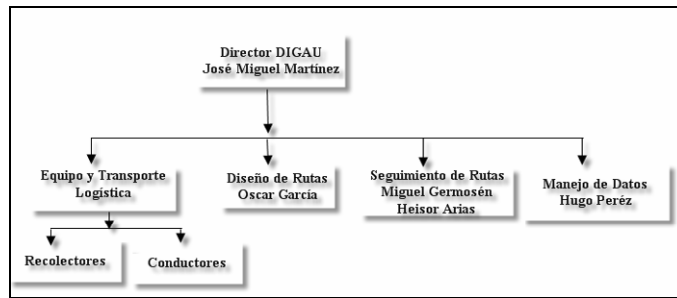 Director DIGAU
José Miguel Martínez
Equipo y Transporte
Logística
Diseño de Rutas
Oscar García
Seguimiento de Rutas
Miguel Germosén
Heisor Arias
Manejo de Datos
Hugo Peréz
Recolectores
Conductores